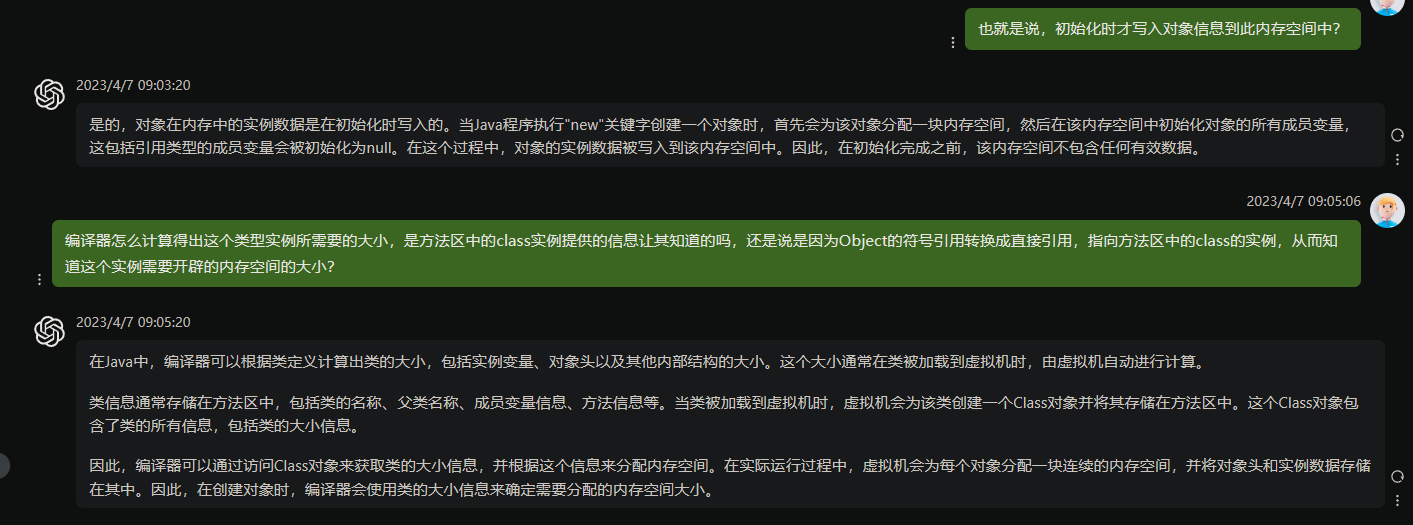 也就是说，初始化时才写入对象信息到此内存空间中？
2023/4/7 09:03:20
是的，对象在内存中的实例数据是在初始化时写入的。当Java程序执行"new"关键字创建一个对象时，首先会为该对象分配一块内存空间，然后在该内存空间中初始化对象的所有成员变量，
这包括引用类型的成员变量会被初始化为null。在这个过程中，对象的实例数据被写入到该内存空间中。因此，在初始化完成之前，该内存空间不包含任何有效数据。
2023/4/7 09:05:06
编译器怎么计算得出这个类型实例所需要的大小，是方法区中的class实例提供的信息让其知道的吗，还是说是因为Object的符号引用转换成直接引用，指向方法区中的class的实例，从而知
道这个实例需要开辟的内存空间的大小？
2023/4/7 09:05:20
在Java中，编译器可以根据类定义计算出类的大小，包括实例变量、对象头以及其他内部结构的大小。这个大小通常在类被加载到虚拟机时，由虚拟机自动进行计算。
类信息通常存储在方法区中，包括类的名称、父类名称、成员变量信息、方法信息等。当类被加载到虚拟机时，虚拟机会为该类创建一个Class对象并将其存储在方法区中。这个Class对象包
含了类的所有信息，包括类的大小信息。
因此，编译器可以通过访问Class对象来获取类的大小信息，并根据这个信息来分配内存空间。在实际运行过程中，虚拟机会为每个对象分配一块连续的内存空间，并将对象头和实例数据存储
在其中。因此，在创建对象时，编译器会使用类的大小信息来确定需要分配的内存空间大小。